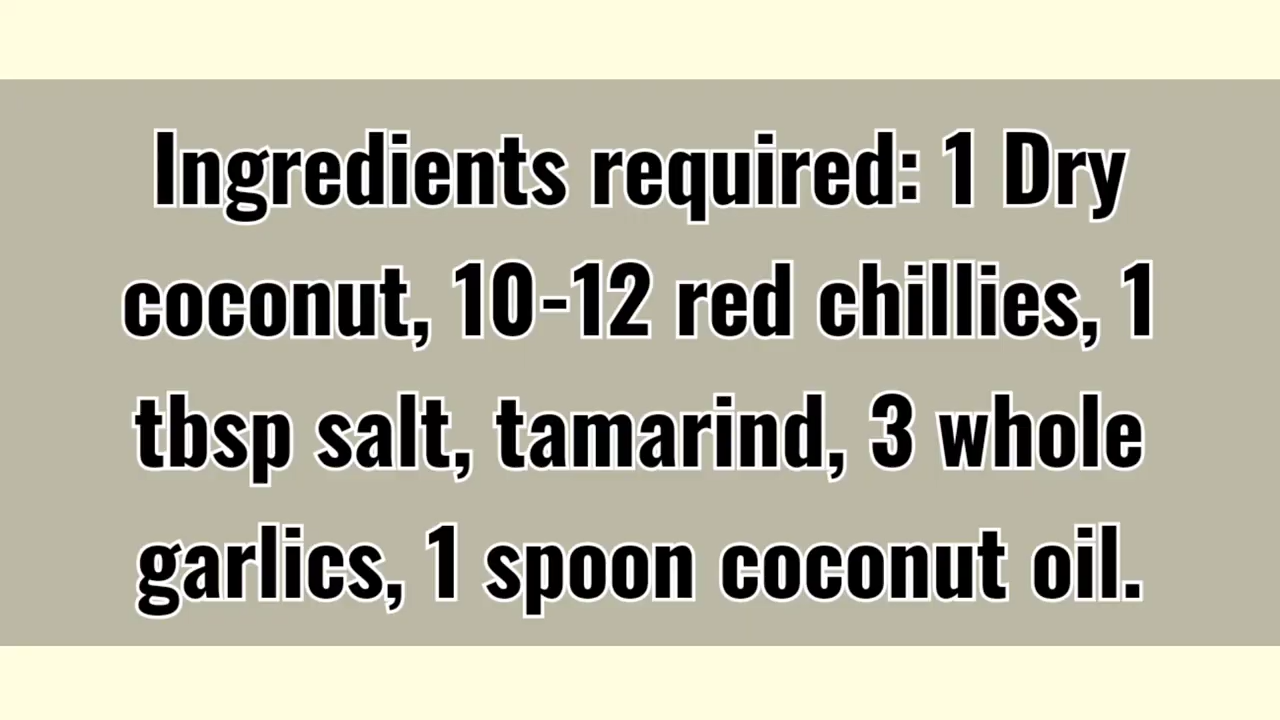 Ingredients required: 1 Dry
coconut, 10-12 red chillies, 1
tbsp salt, tamarind, 3 whole
garlics, 1 spoon coconut oil.